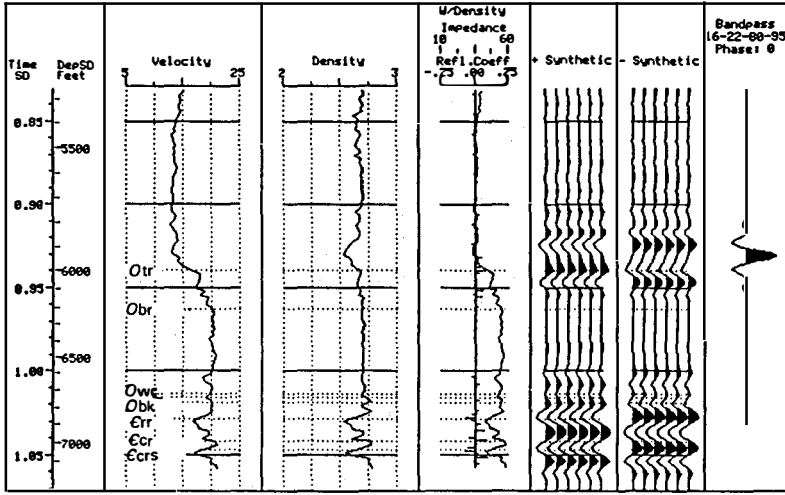 W/Density
Impedance
10 60
Refl.Coeff
-.25 .00 .25
Time
SD
DepSD
Feet
Velocity
5 25
Density
2 3
+ Synthetic
- Synthetic
Bandpass
16-22-80-95
Phase: 0
0.85
5500
0.90
6000
Otr
0.95
Obr
6500
1.00
Owc
Obk
Єrr
Єcr
7000
Єcrs
1.05